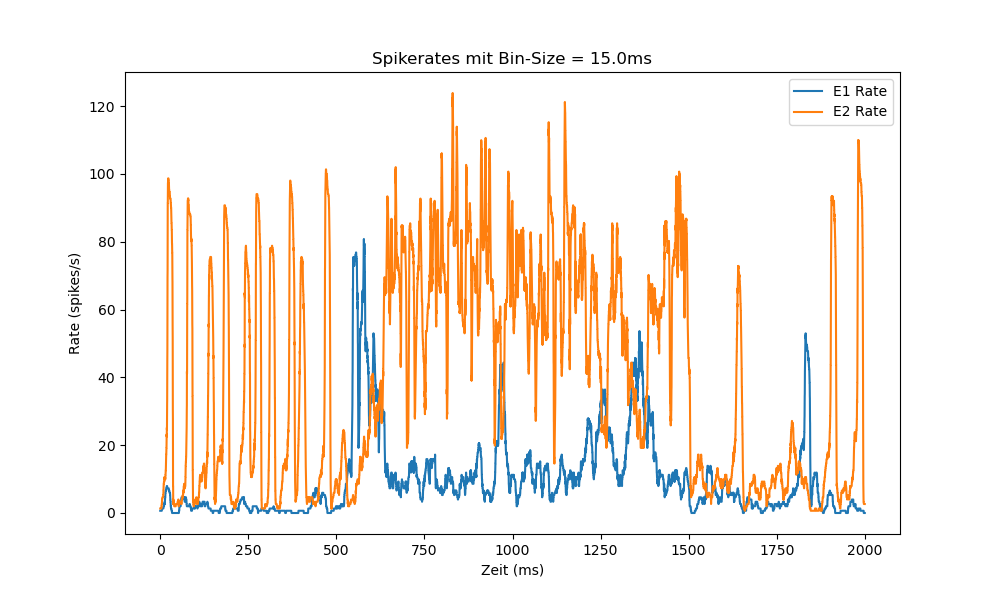 Spikerates mit Bin-Size = 15.0ms
E1 Rate
E2 Rate
120
100
80
60
40
20
0
Rate (spikes/s)
0 250 500 750 1000 1250 1500 1750 2000
Zeit (ms)